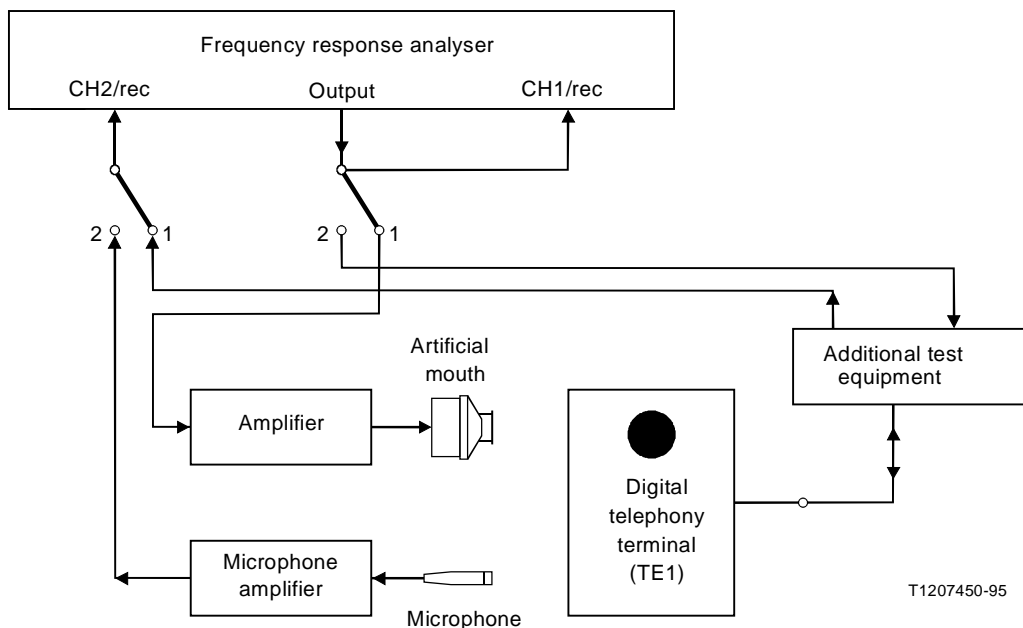 Frequency response analyser
CH2/rec
Output
CH1/rec
2
1
2
1
Artificial
mouth
Additional test
equipment
Amplifier
Digital
telephony
terminal
(TE1)
Microphone
amplifier
Microphone
T1207450-95